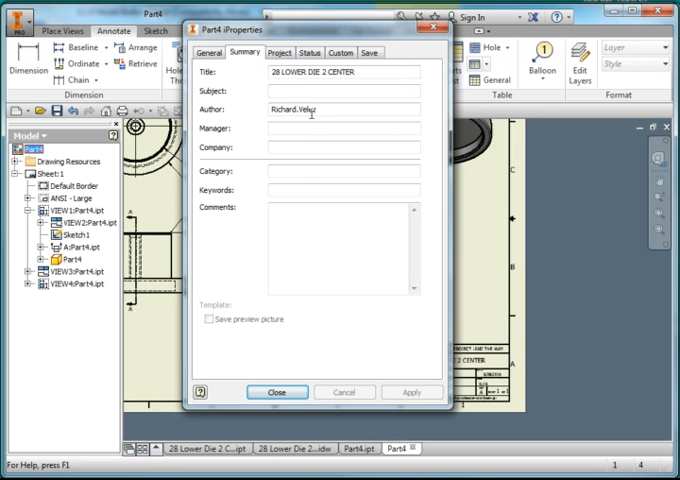 Part4
Sign In
PRO
Place Views
Annotate
Sketch
Dimension
Baseline
Ordinate
Chain
Arrange
Retrieve
Dimension
Part4 iProperties
General
Summary
Project
Status
Custom
Save
Title:
28 LOWER DIE 2 CENTER
Subject:
Author:
Richard.Veluz
Manager:
Company:
Category:
Keywords:
Comments:
Template:
Save preview picture
Close
Cancel
Apply
Hole
General
Table
Balloon
Edit
Layers
Layer
Style
Format
Model
Part4
Drawing Resources
Sheet:1
Default Border
ANSI - Large
VIEW1:Part4.ipt
VIEW2:Part4.ipt
Sketch1
A:Part4.ipt
Part4
VIEW3:Part4.ipt
VIEW4:Part4.ipt
A
A
C
B
A
PROJECT LEAD THE WAY
2 CENTER
28 Lower Die 2 C...ipt
28 Lower Die 2...idw
Part4.ipt
Part4
For Help, press F1
1
4